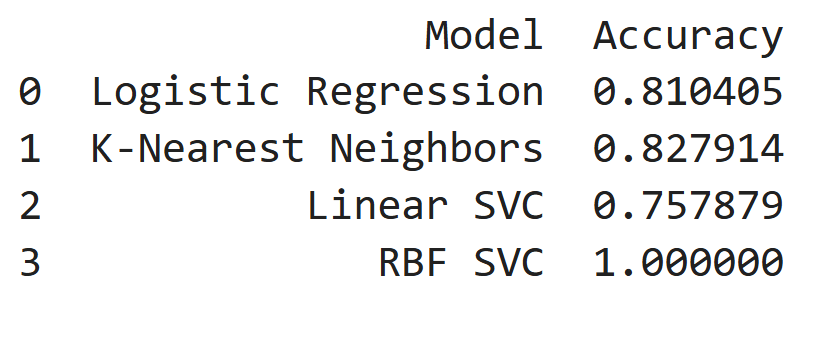 Model Accuracy
0 Logistic Regression 0.810405
1 K-Nearest Neighbors 0.827914
2 Linear SVC 0.757879
3 RBF SVC 1.000000